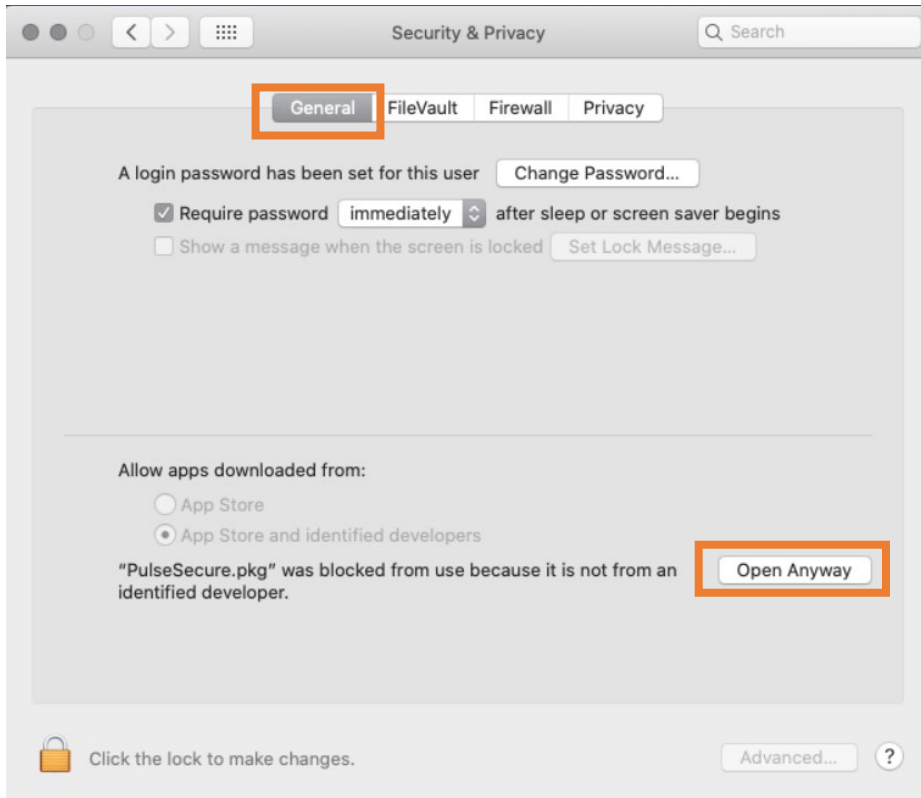 Security & Privacy
Search
General FileVault Firewall Privacy
A login password has been set for this user Change Password...
Require password immediately after sleep or screen saver begins
Show a message when the screen is locked Set Lock Message...
Allow apps downloaded from:
App Store
App Store and identified developers
“PulseSecure.pkg” was blocked from use because it is not from an Open Anyway
identified developer.
Click the lock to make changes. Advanced... ?